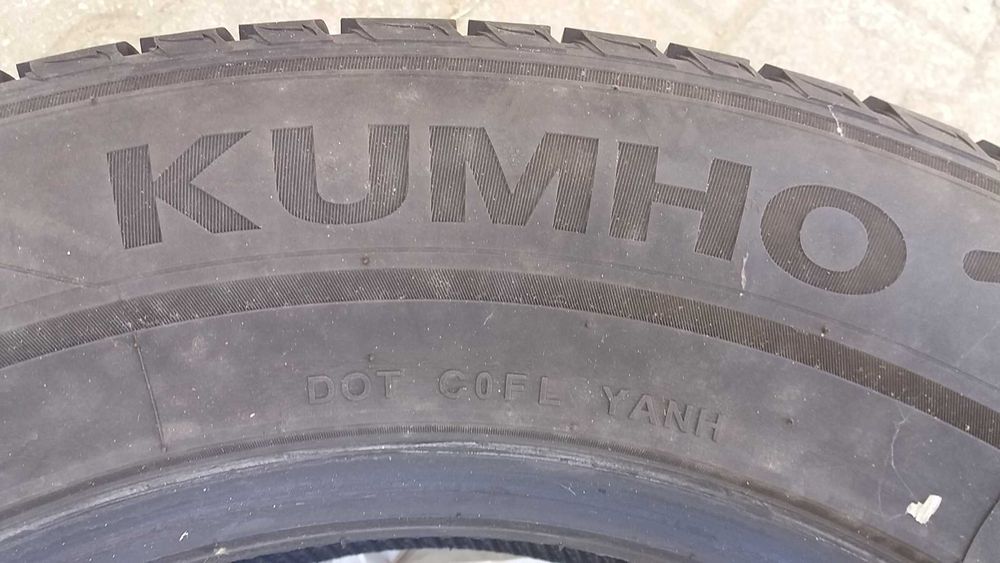 KUMHO
DOT C0FL YANH